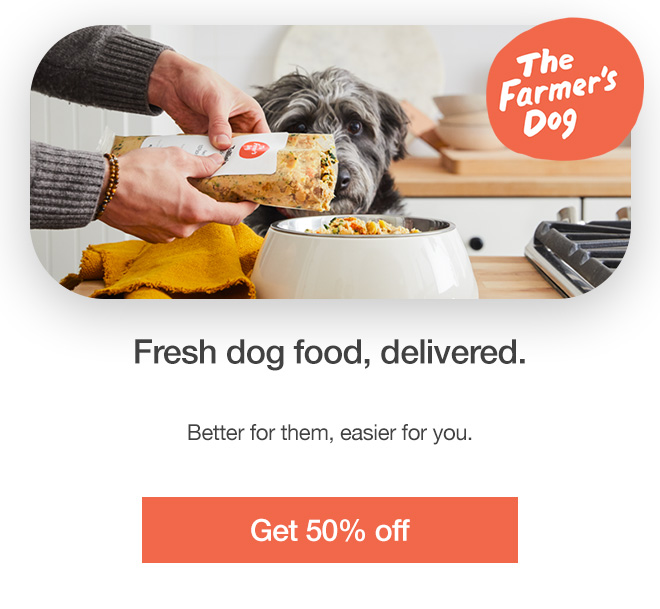 The
Farmer's
Dog
Fresh dog food, delivered.
Better for them, easier for you.
Get 50% off